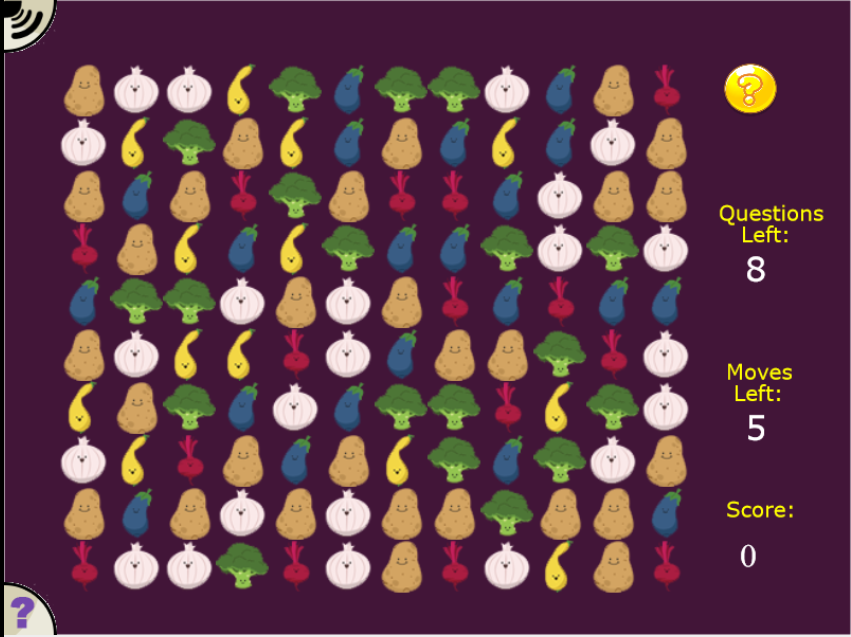 ?
Questions
Left:
8
Moves
Left:
5
Score:
0
?